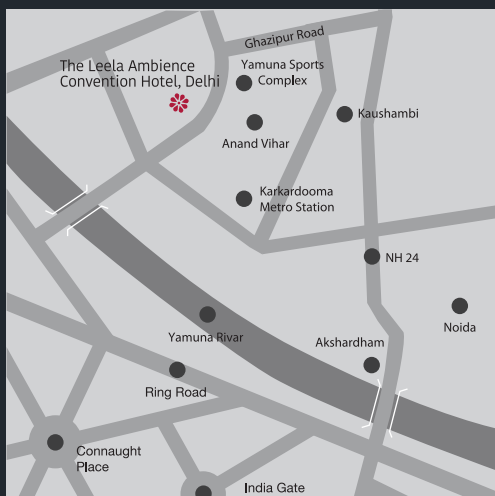 Ghazipur Road
The Leela Ambience
Convention Hotel, Delhi
Yamuna Sports
Complex
Kaushambi
Anand Vihar
Karkardooma
Metro Station
NH 24
Noida
Yamuna Rivar
Akshardham
Ring Road
Connaught
Place
India Gate